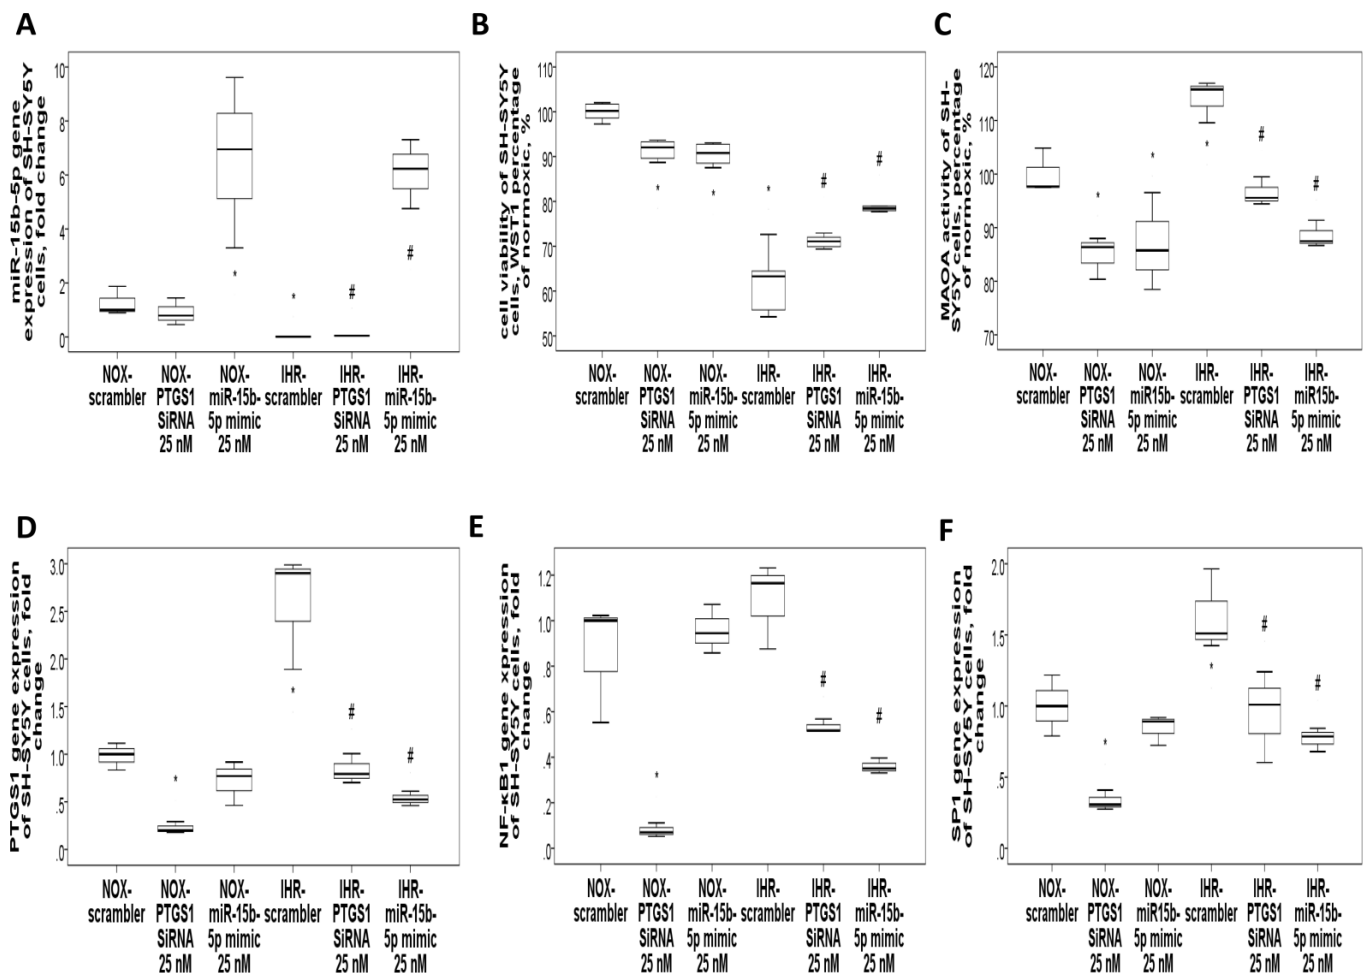 A
miR-15b-5p gene
expression of SH-SY5Y
cells, fold change
10
8
6
4
2
0
*
*
#
#
NOX-
scrambler
NOX-
PTGS1
SiRNA
25 nM
NOX-
miR-15b-
5p mimic
25 nM
IHR-
scrambler
IHR-
PTGS1
SiRNA
25 nM
IHR-
miR-15b-
5p mimic
25 nM
B
cell viability of SH-SY5Y
cells, WST1 percentage
of normoxic, %
110
100
90
80
70
60
50
*
*
*
#
#
NOX-
scrambler
NOX-
PTGS1
SiRNA
25 nM
NOX-
miR-15b-
5p mimic
25 nM
IHR-
scrambler
IHR-
PTGS1
SiRNA
25 nM
IHR-
miR-15b-
5p mimic
25 nM
C
MAOA activity of SH-
SY5Y cells, percentage
of normoxic, %
120
110
100
90
80
70
*
*
*
#
#
NOX-
scrambler
NOX-
PTGS1
SiRNA
25 nM
NOX-
miR15b-
5p mimic
25 nM
IHR-
scrambler
IHR-
PTGS1
SiRNA
25 nM
IHR-
miR15b-
5p mimic
25 nM
D
PTGS1 gene expression
of SH-SY5Y cells, fold
change
3.0
2.5
2.0
1.5
1.0
.5
.0
*
*
#
#
NOX-
scrambler
NOX-
PTGS1
SiRNA
25 nM
NOX-
miR-15b-
5p mimic
25 nM
IHR-
scrambler
IHR-
PTGS1
SiRNA
25 nM
IHR-
miR-15b-
5p mimic
25 nM
E
NF-κB1 gene expression
of SH-SY5Y cells, fold
change
1.2
1.0
.8
.6
.4
.2
.0
*
#
#
NOX-
scrambler
NOX-
PTGS1
SiRNA
25 nM
NOX-
miR-15b-
5p mimic
25 nM
IHR-
scrambler
IHR-
PTGS1
SiRNA
25 nM
IHR-
miR-15b-
5p mimic
25 nM
F
SP1 gene expression
of SH-SY5Y cells, fold
change
2.0
1.5
1.0
.5
.0
*
*
#
#
NOX-
scrambler
NOX-
PTGS1
SiRNA
25 nM
NOX-
miR15b-
5p mimic
25 nM
IHR-
scrambler
IHR-
PTGS1
SiRNA
25 nM
IHR-
miR-15b-
5p mimic
25 nM